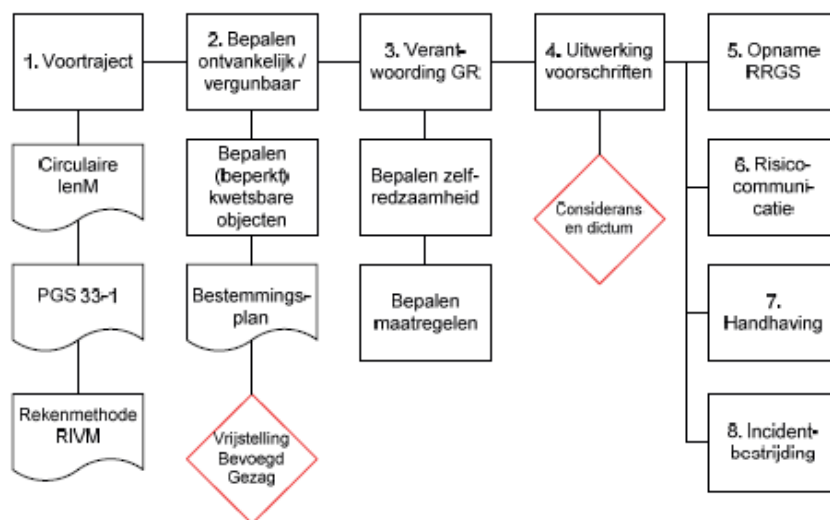 1. Voortraject
2. Bepalen
ontvankelijk /
vergunbaar
3. Verant-
woording GR:
4. Uitwerking
voorschriften
5. Opname
RRGS
Circulaire
IenM
Bepalen
(beperkt)
kwetsbare
objecten
Bepalen zelf-
redzaamheid
Considerans
en dictum
6. Risico-
communi-
catie
PGS 33-1
Bestemmings-
plan
Bepalen
maatregelen
7.
Handhaving
Rekenmethode
RIVM
Vrijstelling
Bevoegd
Gezag
8. Incident-
bestrijding